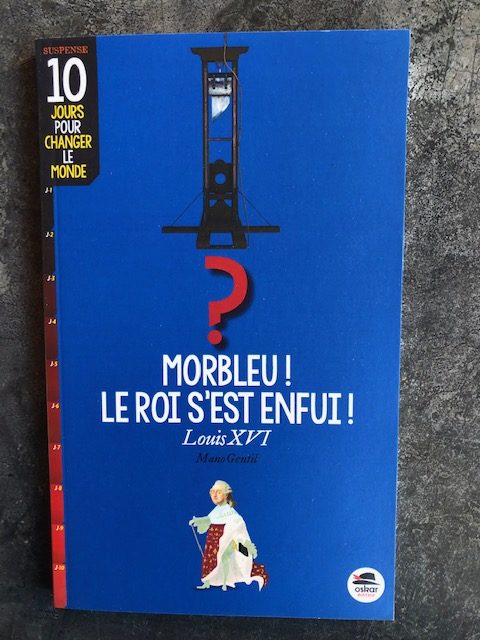 SUSPENSE
10
JOURS
POUR
CHANGER
LE
MONDE
J-1
J-2
J-3
J-4
J-5
J-6
J-7
J-8
J-9
J-10
?
MORBLEU !
LE ROI S'EST ENFUI !
Louis XVI
Mano Gentil
oskar
éditeur